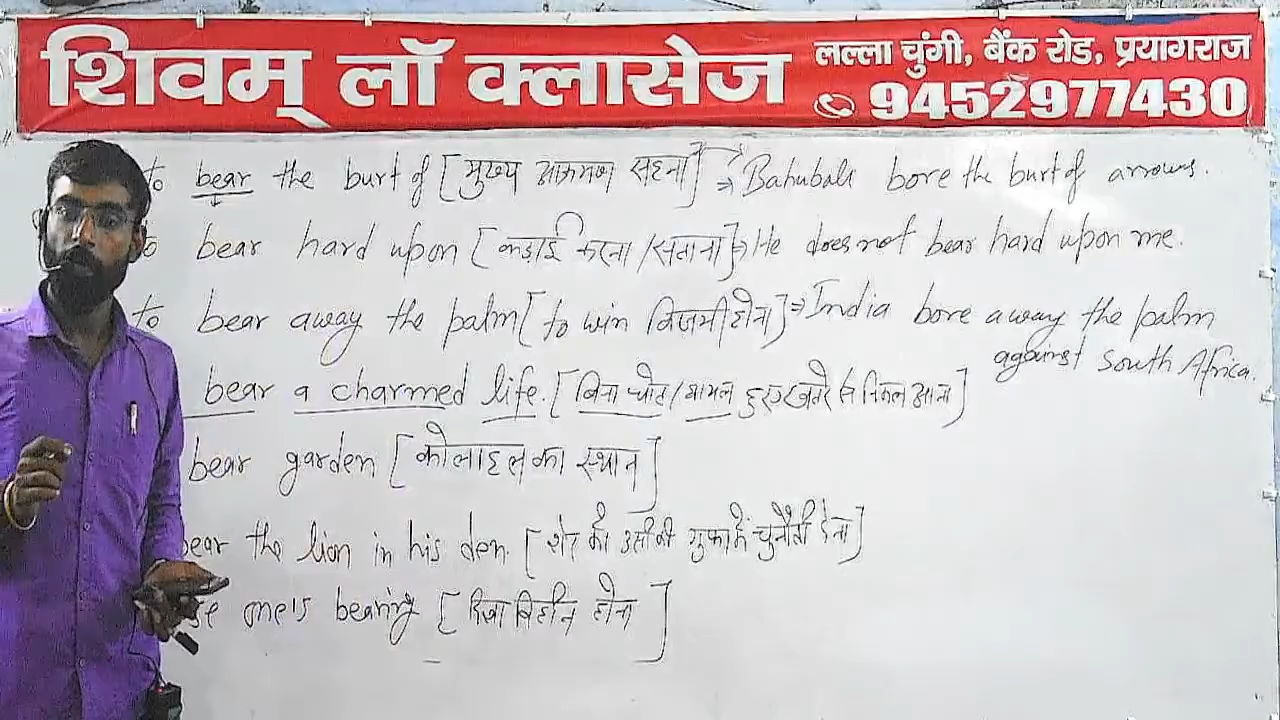 शिवम् लॉ क्लासेज
लल्ला चुंगी, बैंक रोड, प्रयागराज
9452977430
to bear the burt of [मुख्य आक्रमण सहना] ⇒ Bahubali bore the burt of arrows.
to bear hard upon [कड़ाई करना/सताना] ⇒ He does not bear hard upon me.
to bear away the palm [to win विजयी होना] ⇒ India bore away the palm
against south Africa.
bear a charmed life. [बिना चोट/घायल हुए खतरे से निकल आना]
bear garden [कोलाहल का स्थान]
bear the lion in his den. [शेर को उसी की गुफा में चुनौती देना]
se one's bearing [दिशा विहीन होना]